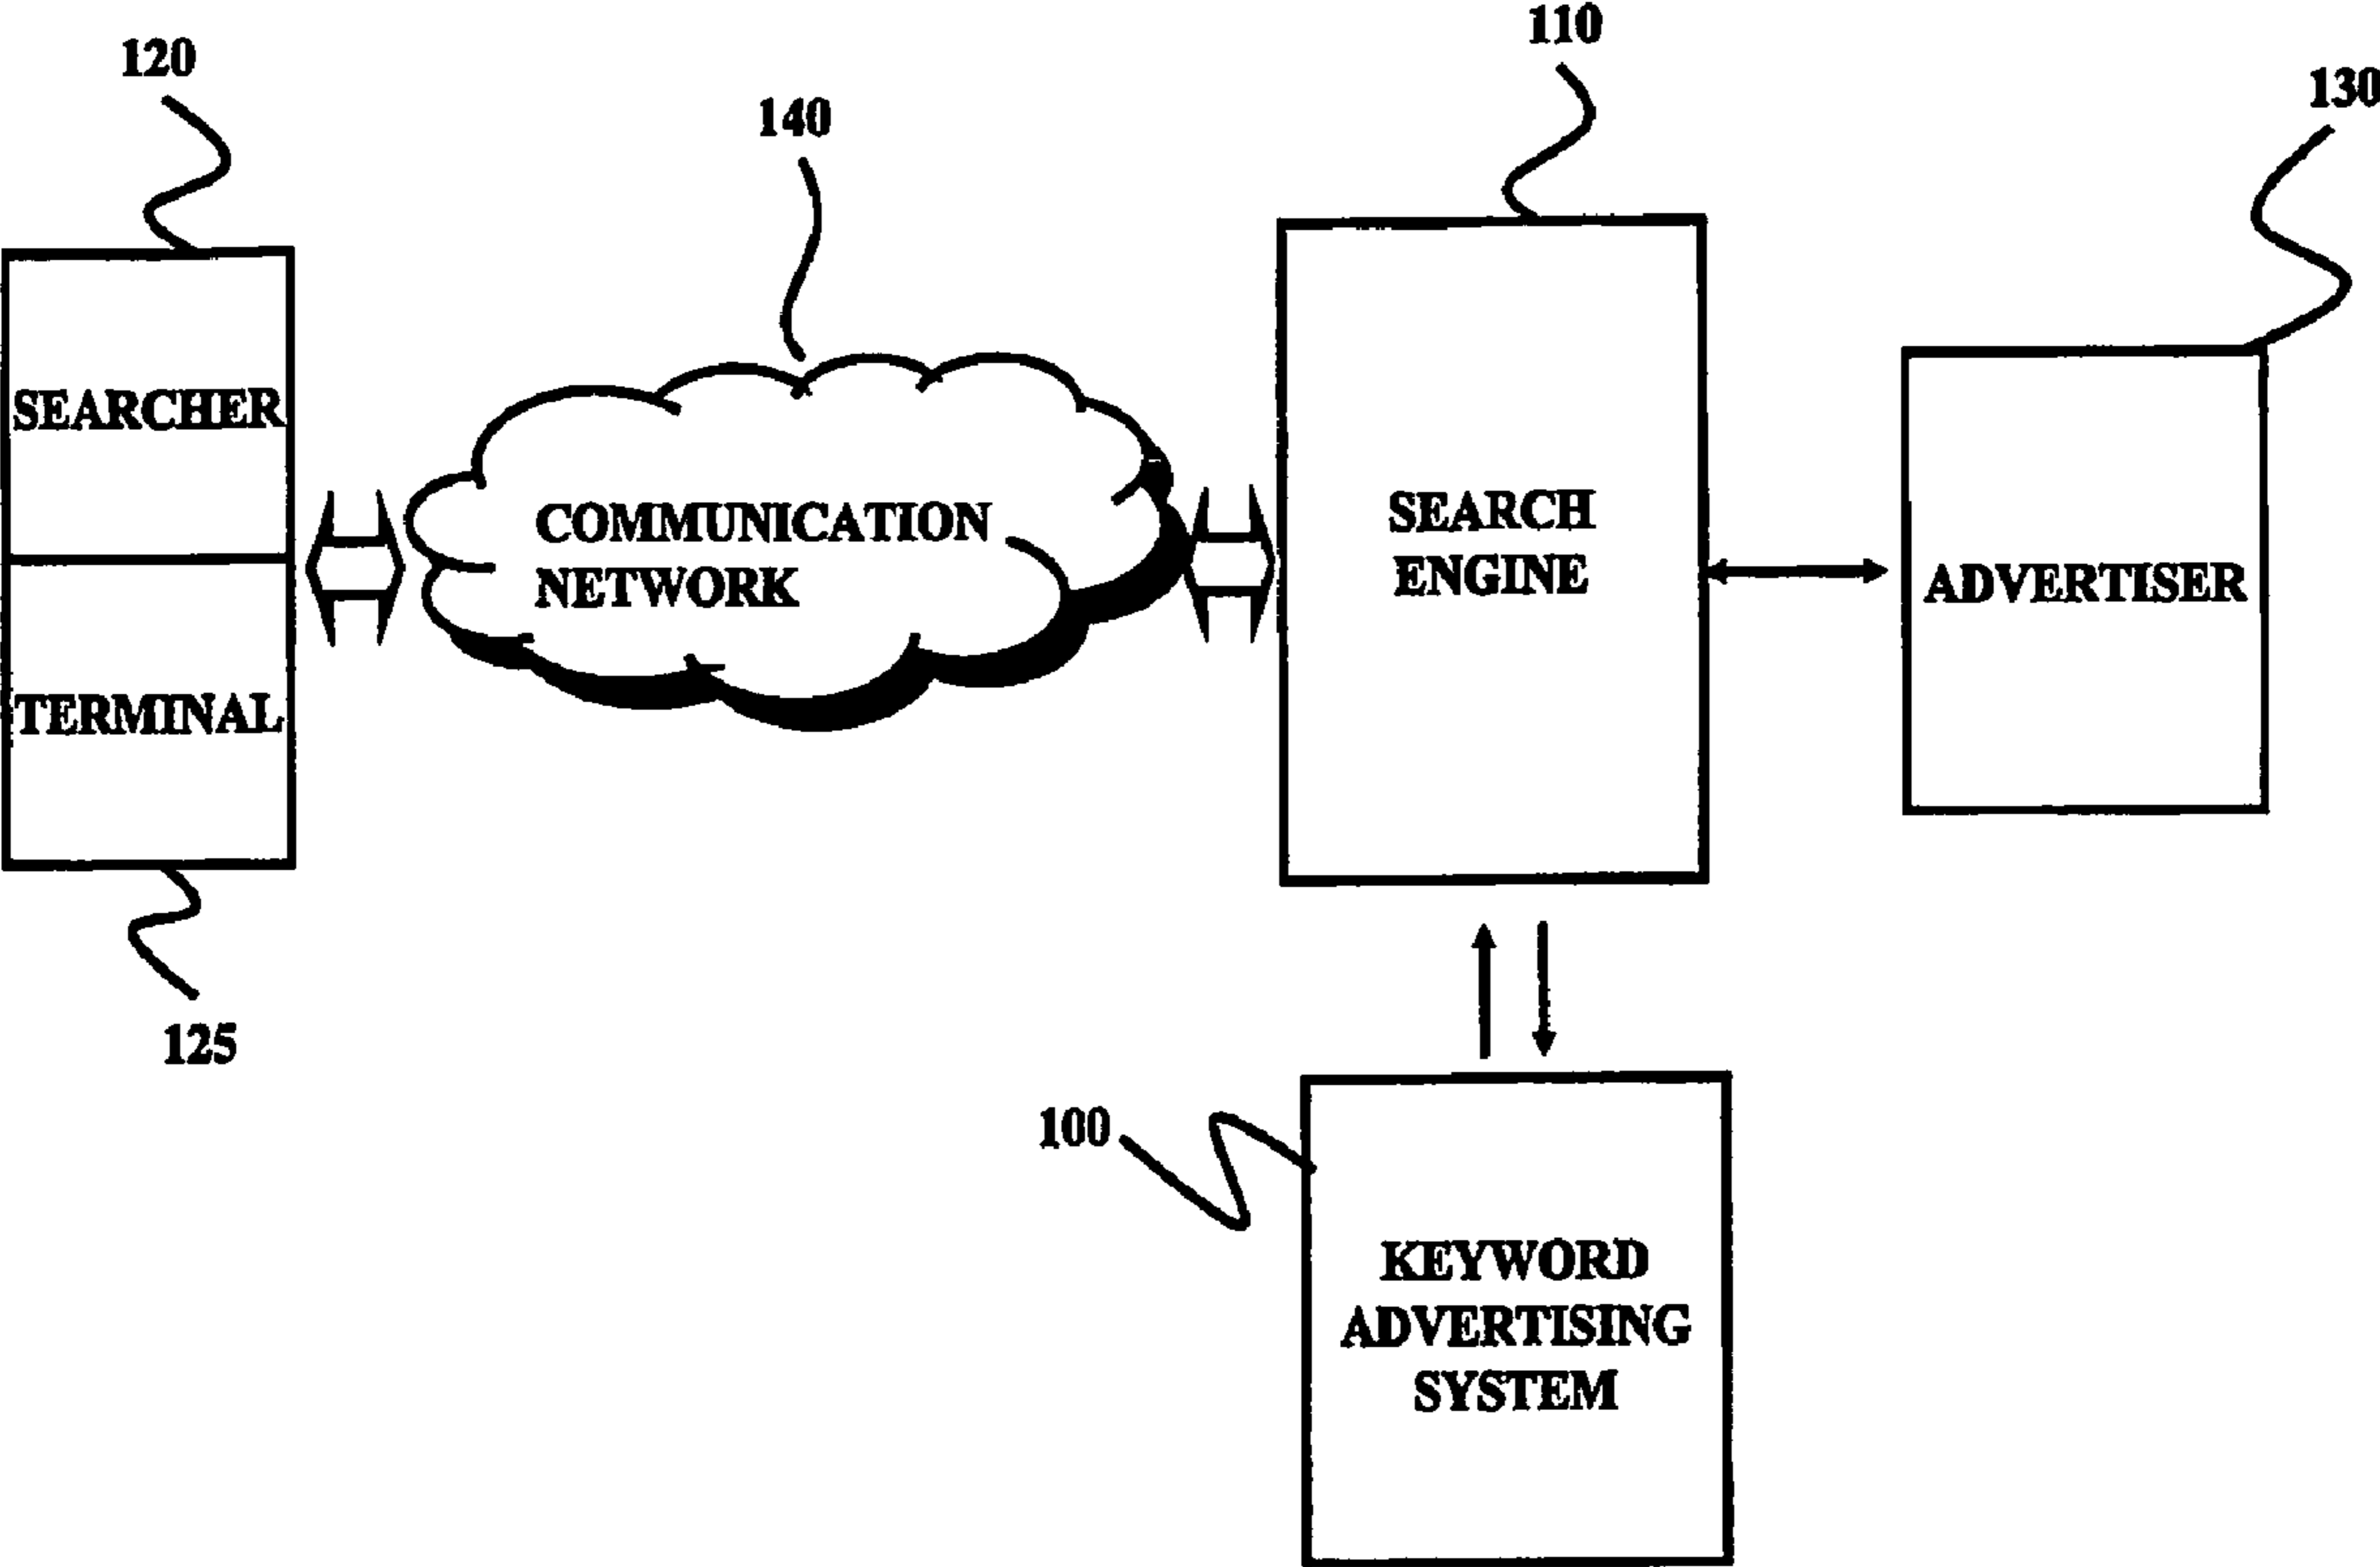 120
140
110
130
SEARCHER
TERMINAL
125
COMMUNICATION
NETWORK
SEARCH
ENGINE
ADVERTISER
100
KEYWORD
ADVERTISING
SYSTEM